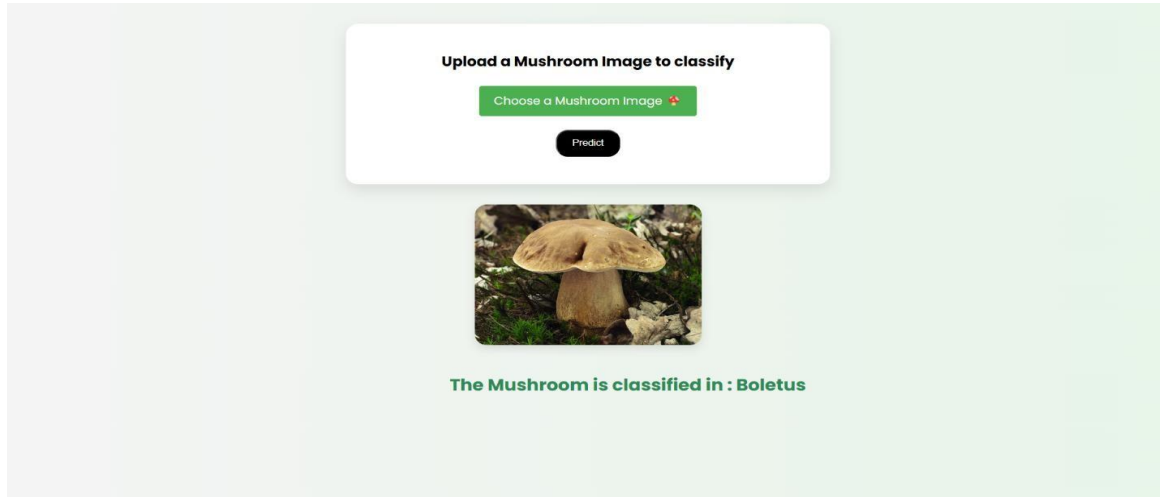 Upload a Mushroom Image to classify
Choose a Mushroom Image 🍄
Predict
The Mushroom is classified in : Boletus